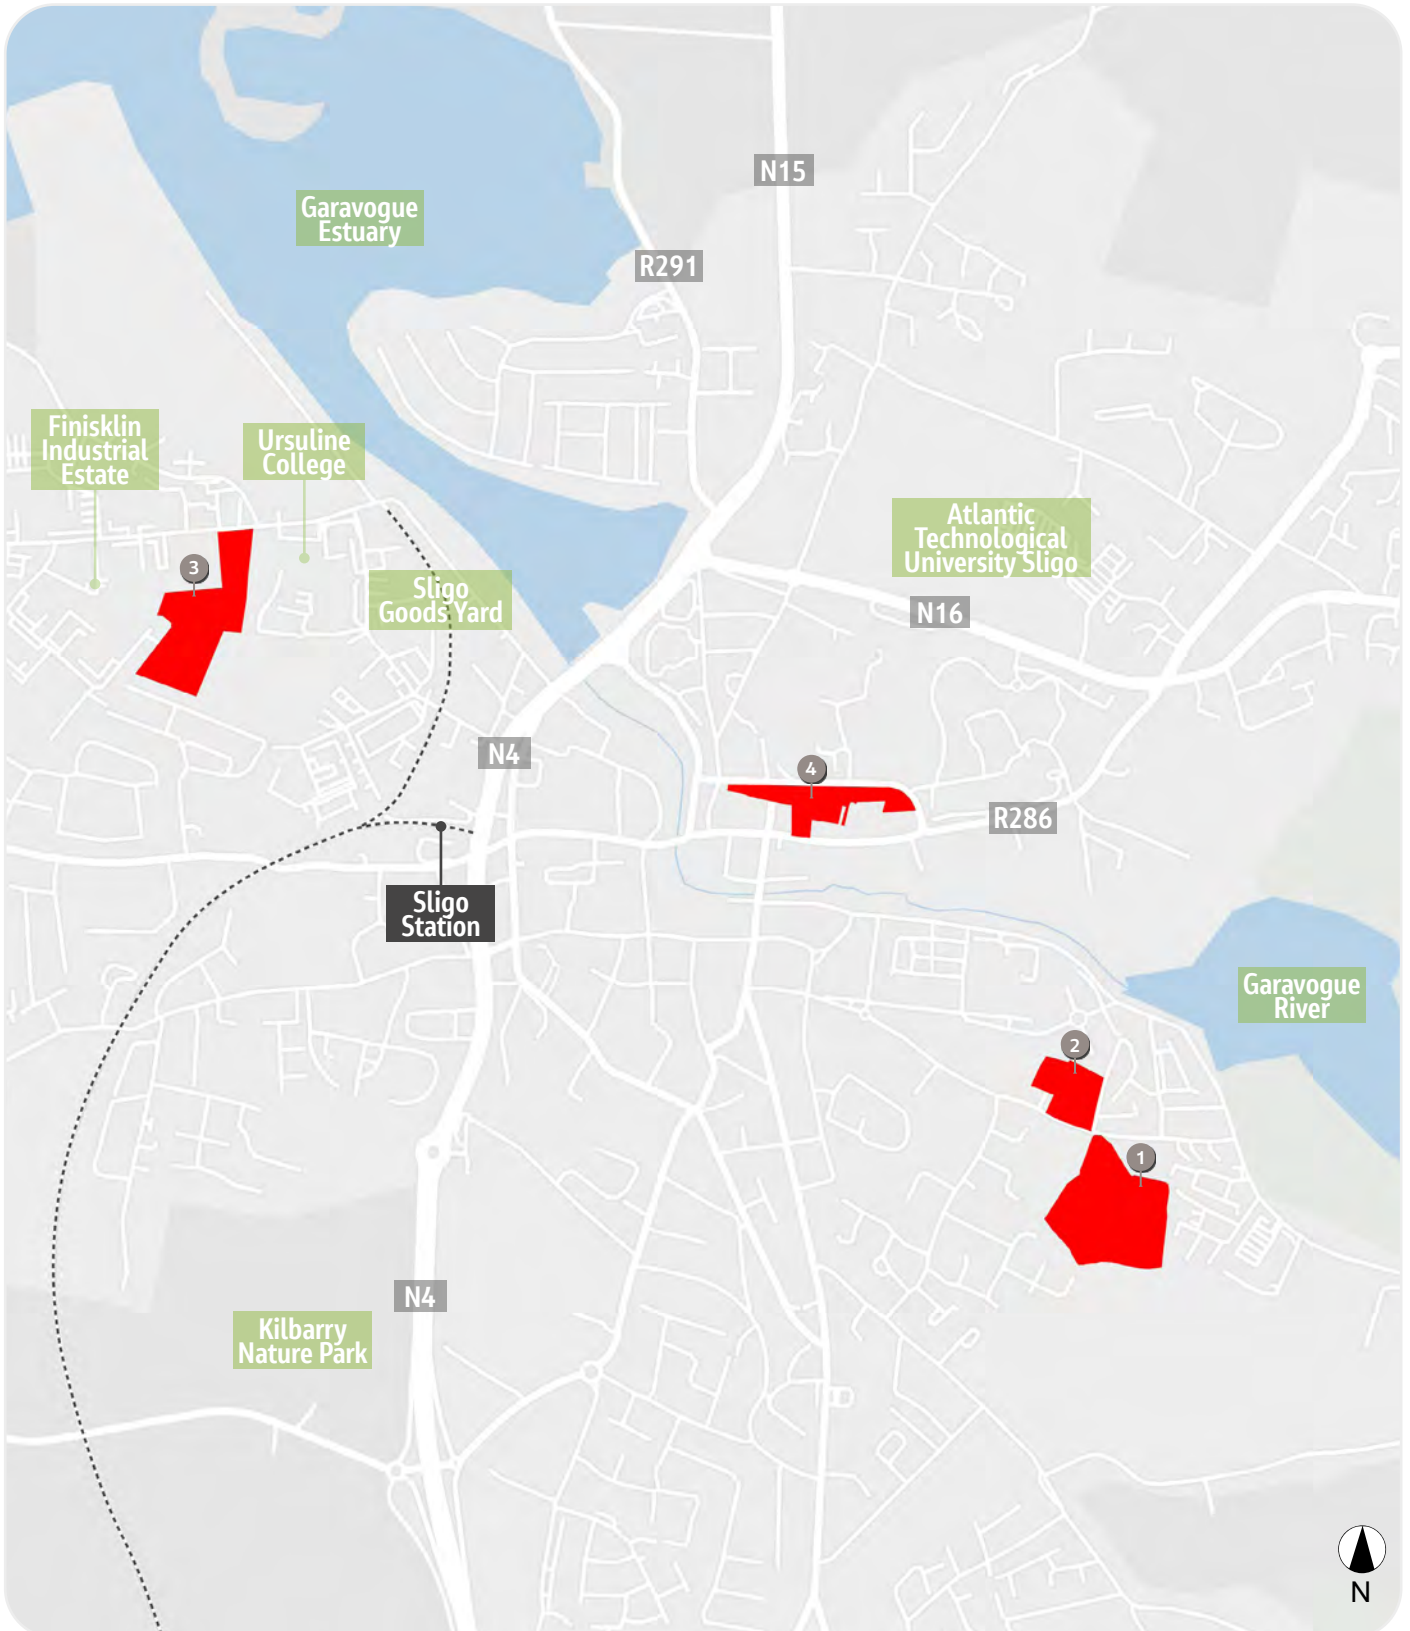 N15
Garavogue
Estuary
R291
Finisklin
Industrial
Estate
Ursuline
College
Atlantic
Technological
University Sligo
3
Sligo
Goods Yard
N16
N4
4
R286
Sligo
Station
Garavogue
River
2
1
N4
Kilbarry
Nature Park
N